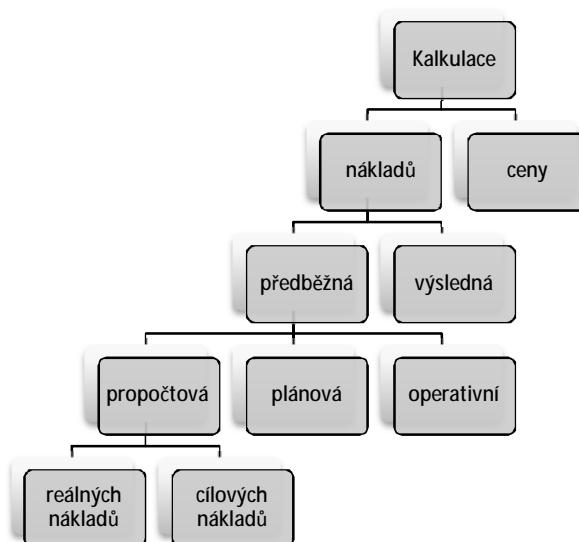 Kalkulace
nákladů
ceny
předběžná
výsledná
propočtová
plánová
operativní
reálných
nákladů
cílových
nákladů